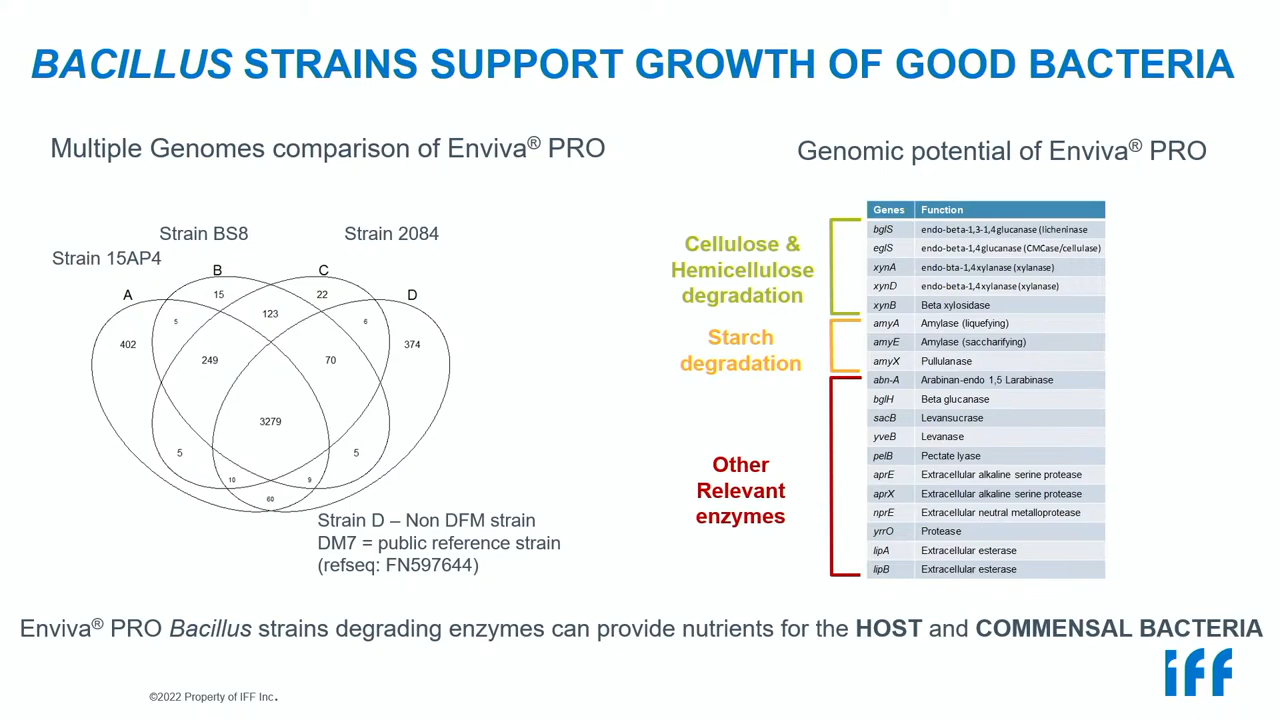 BACILLUS STRAINS SUPPORT GROWTH OF GOOD BACTERIA
Multiple Genomes comparison of Enviva® PRO
Strain BS8
Strain 2084
Strain 15AP4
B
C
A
D
15
22
123
5
6
402
374
249
70
3279
5
5
10
9
60
Strain D – Non DFM strain
DM7 = public reference strain
(refseq: FN597644)
Genomic potential of Enviva® PRO
Cellulose &
Hemicellulose
degradation
Starch
degradation
Other
Relevant
enzymes
Genes Function
bglS endo-beta-1,3-1,4 glucanase (licheninase
eglS endo-beta-1,4 glucanase (CMCase/cellulase)
xynA endo-bta-1,4 xylanase (xylanase)
xynD endo-beta-1,4 xylanase (xylanase)
xynB Beta xylosidase
amyA Amylase (liquefying)
amyE Amylase (saccharifying)
amyX Pullulanase
abn-A Arabinan-endo 1,5 Larabinase
bglH Beta glucanase
sacB Levansucrase
yveB Levanase
pelB Pectate lyase
aprE Extracellular alkaline serine protease
aprX Extracellular alkaline serine protease
nprE Extracellular neutral metalloprotease
yrrO Protease
lipA Extracellular esterase
lipB Extracellular esterase
Enviva® PRO Bacillus strains degrading enzymes can provide nutrients for the HOST and COMMENSAL BACTERIA
iff
©2022 Property of IFF Inc.